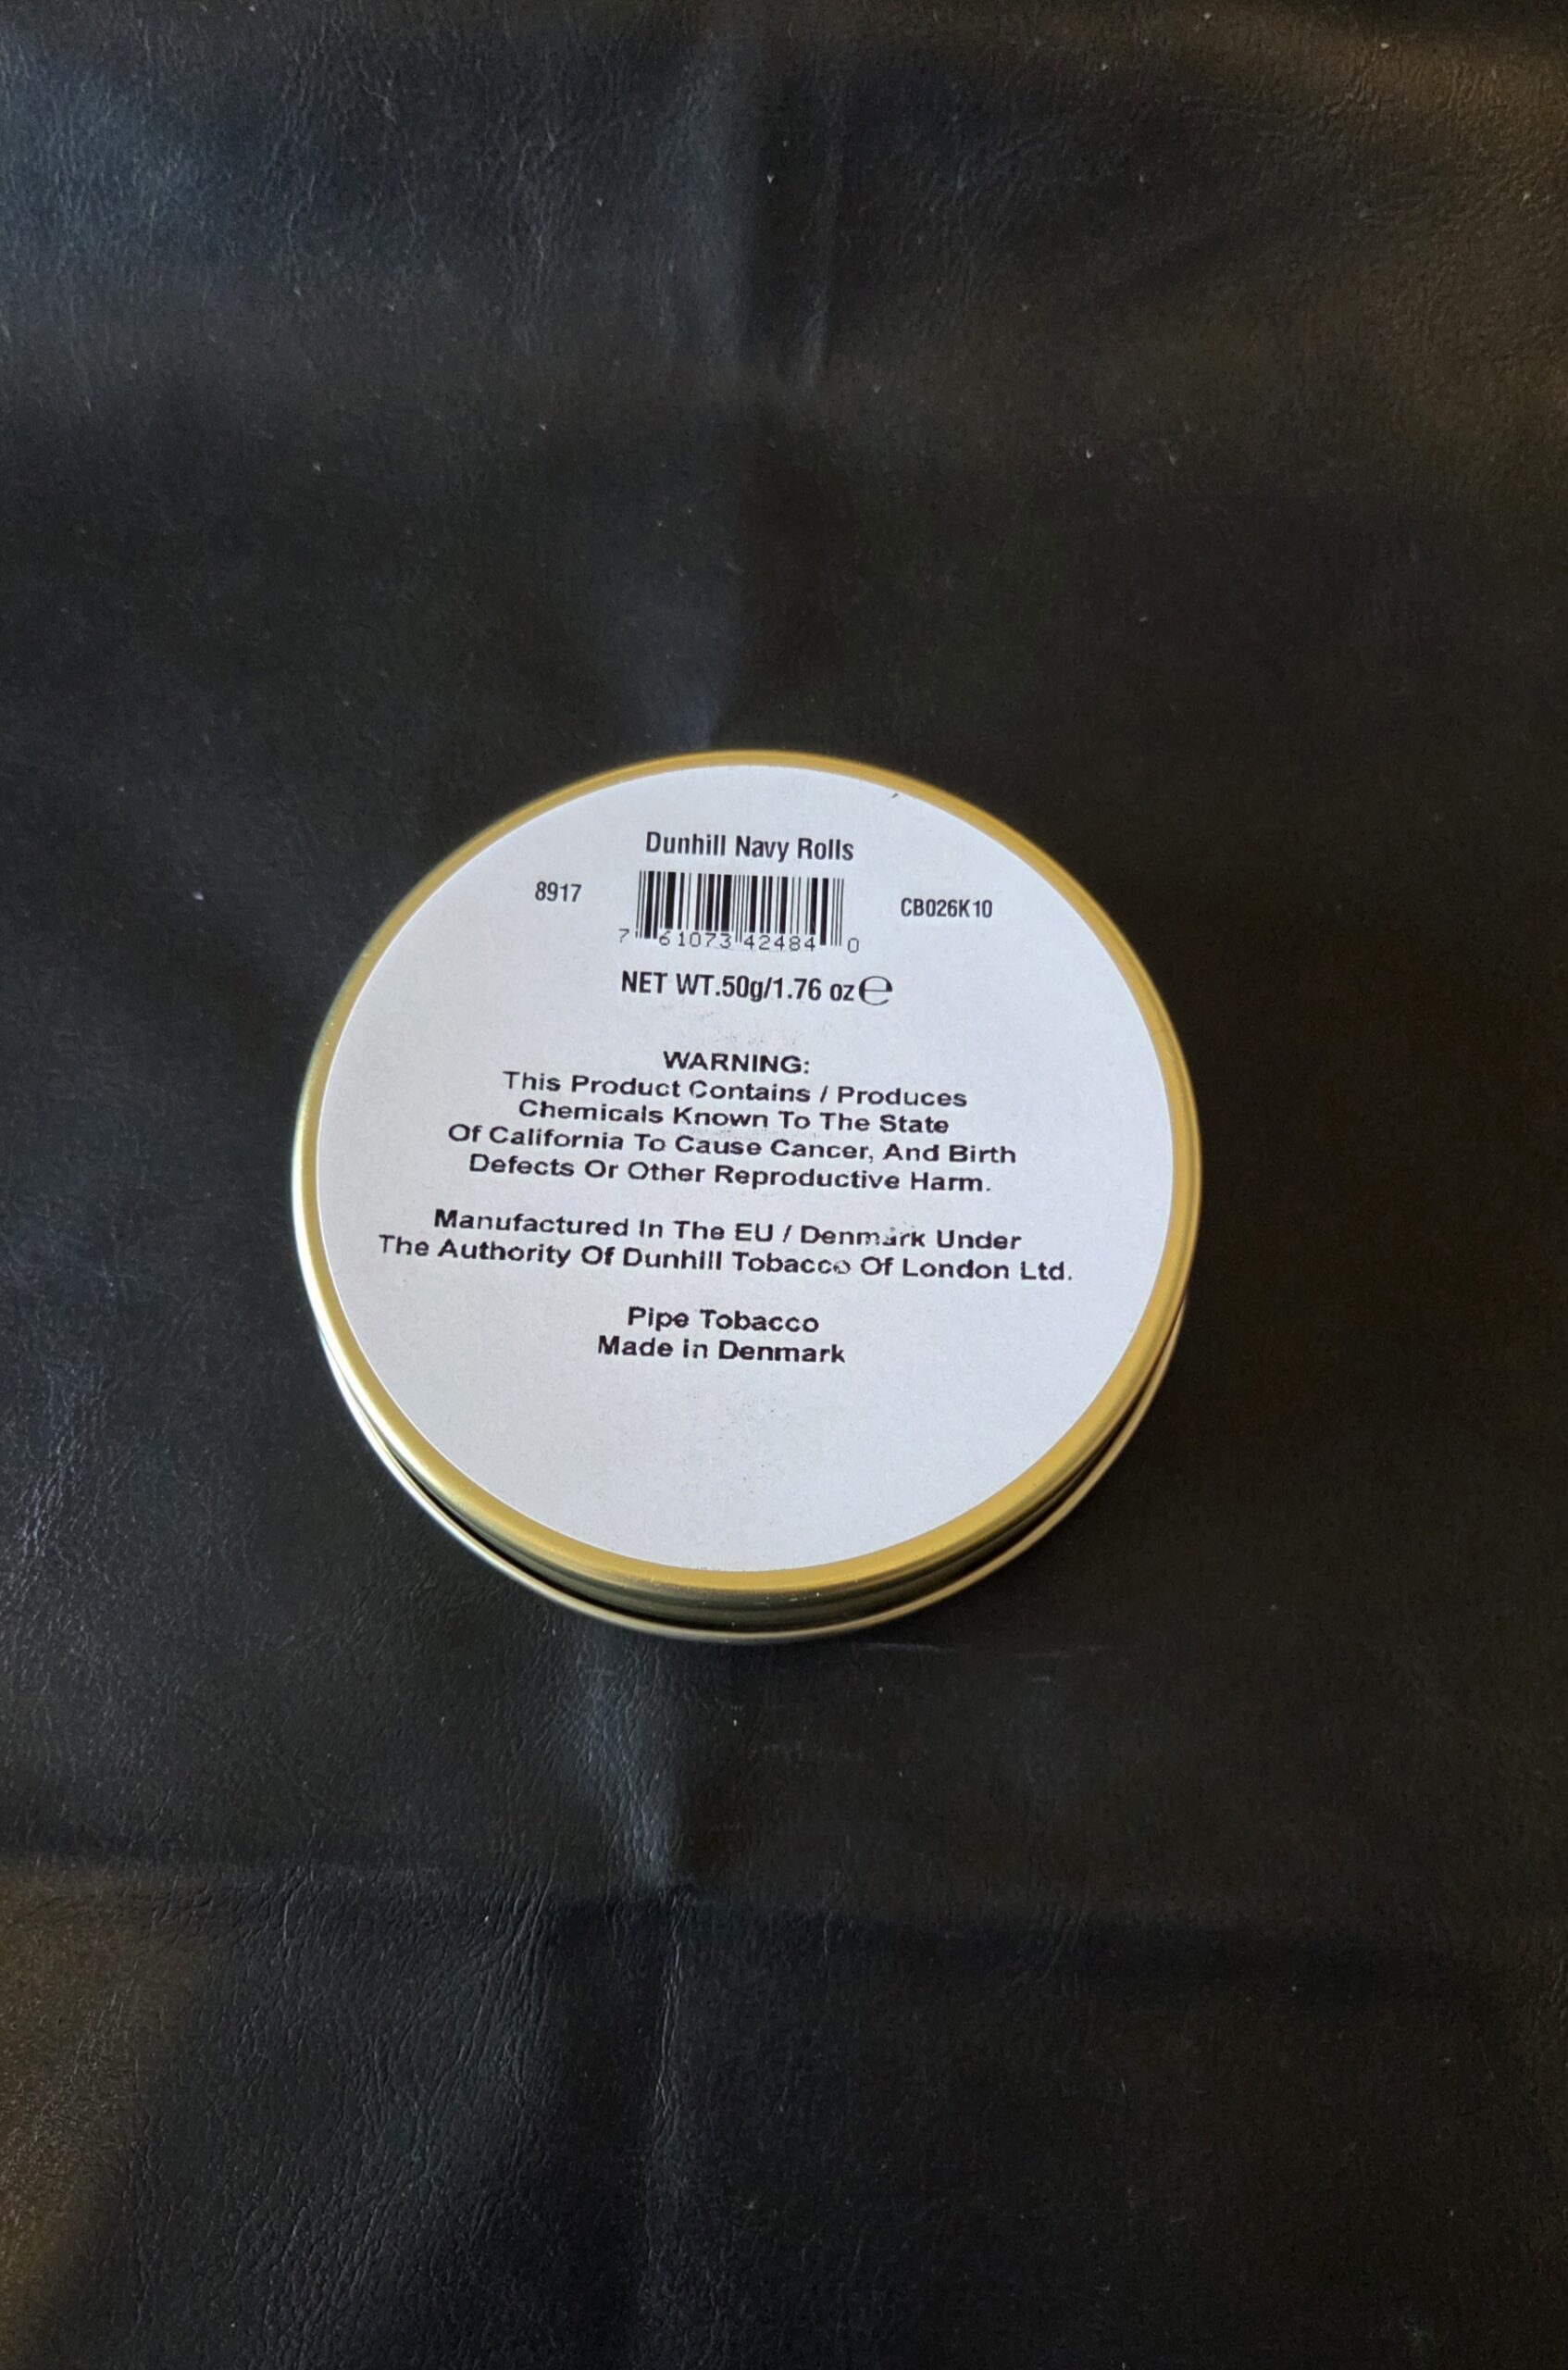 Dunhill Navy Rolls
8917
CB026K10
7 61073 42484 0
NET WT.50g/1.76 oz ℮
WARNING:
This Product Contains / Produces
Chemicals Known To The State
Of California To Cause Cancer, And Birth
Defects Or Other Reproductive Harm.
Manufactured In The EU / Denmark Under
The Authority Of Dunhill Tobacco Of London Ltd.
Pipe Tobacco
Made in Denmark